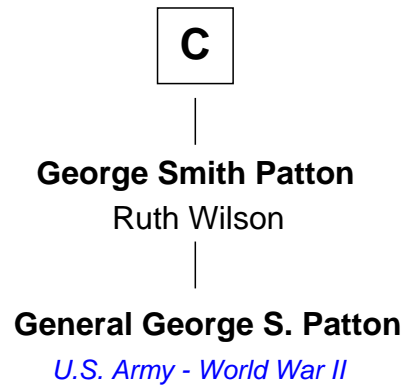 C
George Smith Patton
Ruth Wilson
General George S. Patton
U.S. Army - World War II